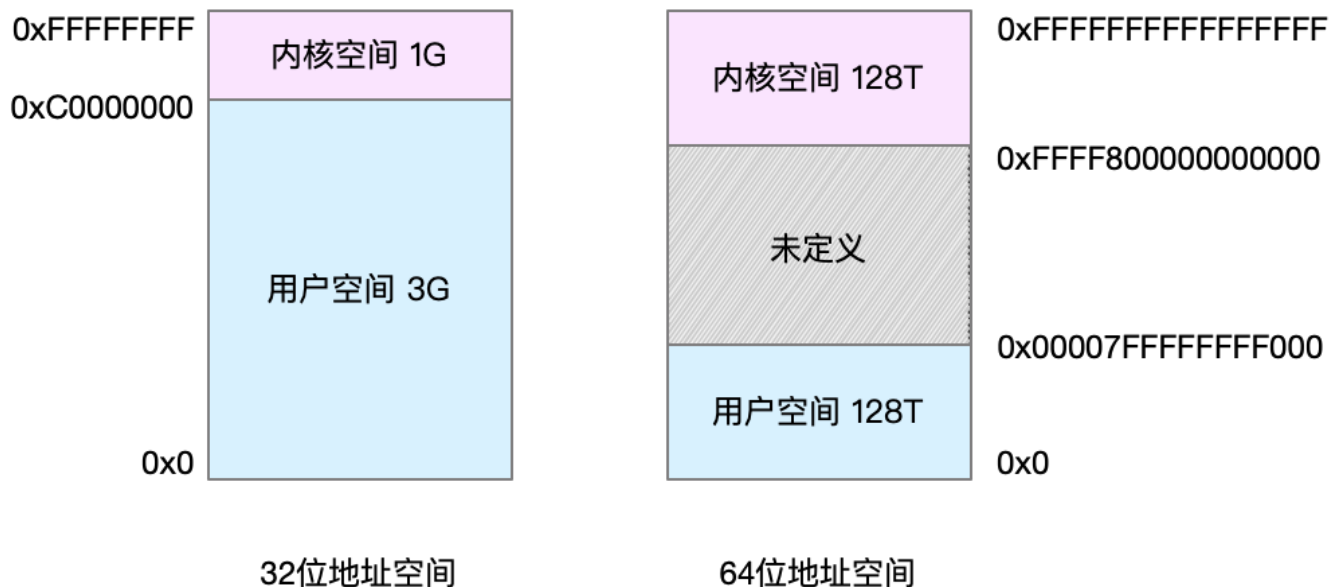 0xFFFFFFFF
内核空间 1G
0xC0000000
用户空间 3G
0x0
32位地址空间
0xFFFFFFFFFFFFFFFF
内核空间 128T
0xFFFF800000000000
未定义
0x00007FFFFFFFF000
用户空间 128T
0x0
64位地址空间